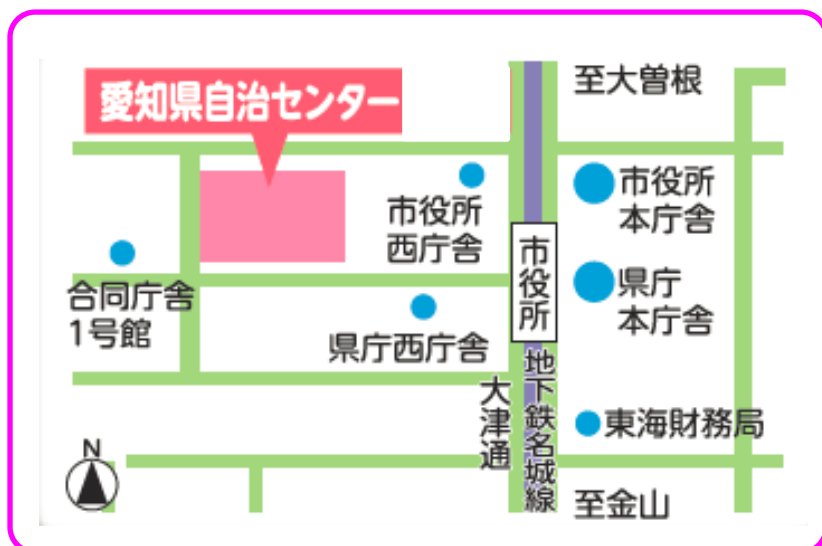 愛知県自治センター
至大曽根
市役所
西庁舎
市役所
本庁舎
合同庁舎
1号館
県庁西庁舎
市役所
県庁
本庁舎
大津通
地下鉄名城線
東海財務局
N
至金山